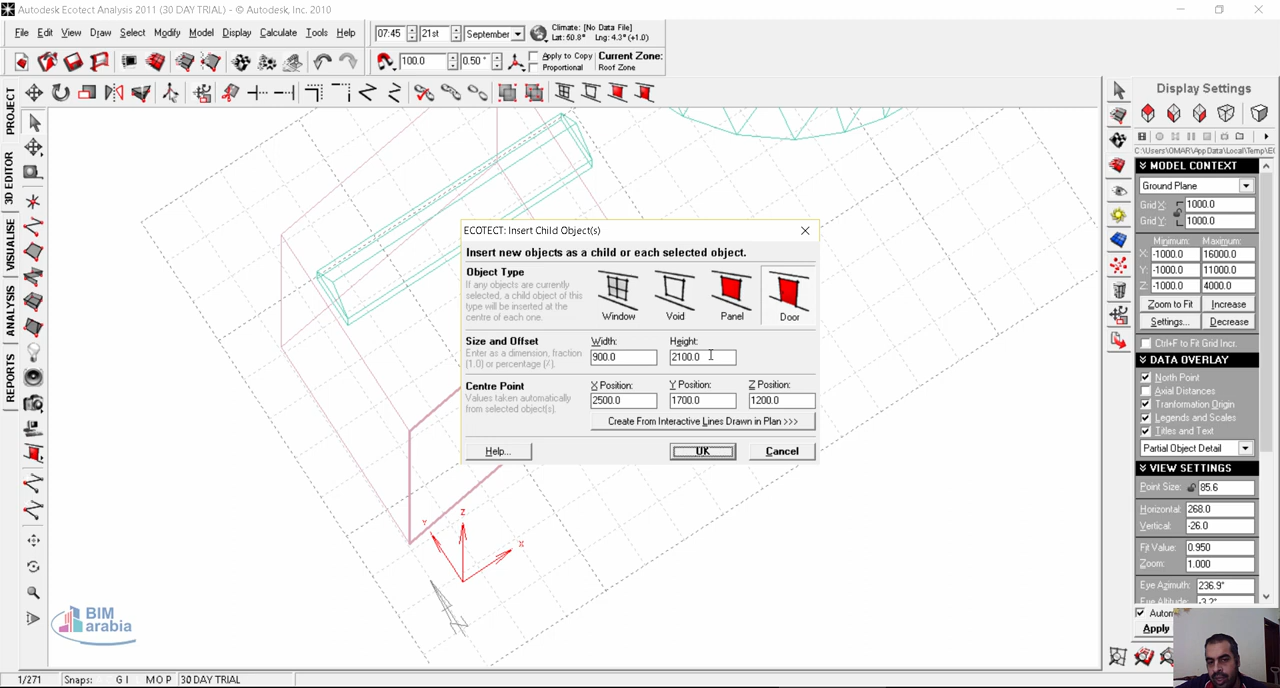 Autodesk Ecotect Analysis 2011 (30 DAY TRIAL) - © Autodesk, Inc. 2010
File Edit View Draw Select Modify Model Display Calculate Tools Help
07:45 21st September
Climate: [No Data File]
Lat: 50.8° Lng: 4.3° (+1.0)
100.0 0.50 °
Apply to Copy
Proportional
Current Zone:
Roof Zone
PROJECT
3D EDITOR
VISUALISE
ANALYSIS
REPORTS
ECOTECT: Insert Child Object(s)
Insert new objects as a child or each selected object.
Object Type
If any objects are currently
selected, a child object of this
type will be inserted at the
centre of each one.
Window Void Panel Door
Size and Offset
Enter as a dimension, fraction
(1.0) or percentage (/).
Width: Height:
900.0 2100.0
Centre Point
Values taken automatically
from selected object(s).
X Position: Y Position: Z Position:
2500.0 1700.0 1200.0
Create From Interactive Lines Drawn in Plan >>>
Help... OK Cancel
Z
Y
X
BIM
arabia
Display Settings
C:\Users\OMAR\AppData\Local\Temp\EC
MODEL CONTEXT
Ground Plane
Grid X: 1000.0
Grid Y: 1000.0
Minimum: Maximum:
X: -1000.0 16000.0
Y: -1000.0 11000.0
Z: -1000.0 4000.0
Zoom to Fit Increase
Settings... Decrease
Ctrl+F to Fit Grid Incr.
DATA OVERLAY
North Point
Axial Distances
Tranformation Origin
Legends and Scales
Titles and Text
Partial Object Detail
VIEW SETTINGS
Point Size: 85.6
Horizontal: 268.0
Vertical: -26.0
Fit Value: 0.950
Zoom: 1.000
Eye Azimuth: 236.9°
Apply
1/271 Snaps: G I M O P 30 DAY TRIAL